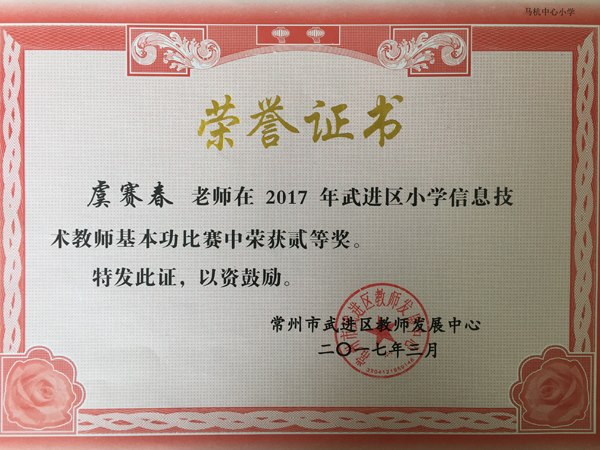 马杭中心小学
荣誉证书
虞赛春 老师在 2017 年武进区小学信息技
术教师基本功比赛中荣获贰等奖。
特发此证，以资鼓励。
常州市武进区教师发展中心
二〇一七年三月